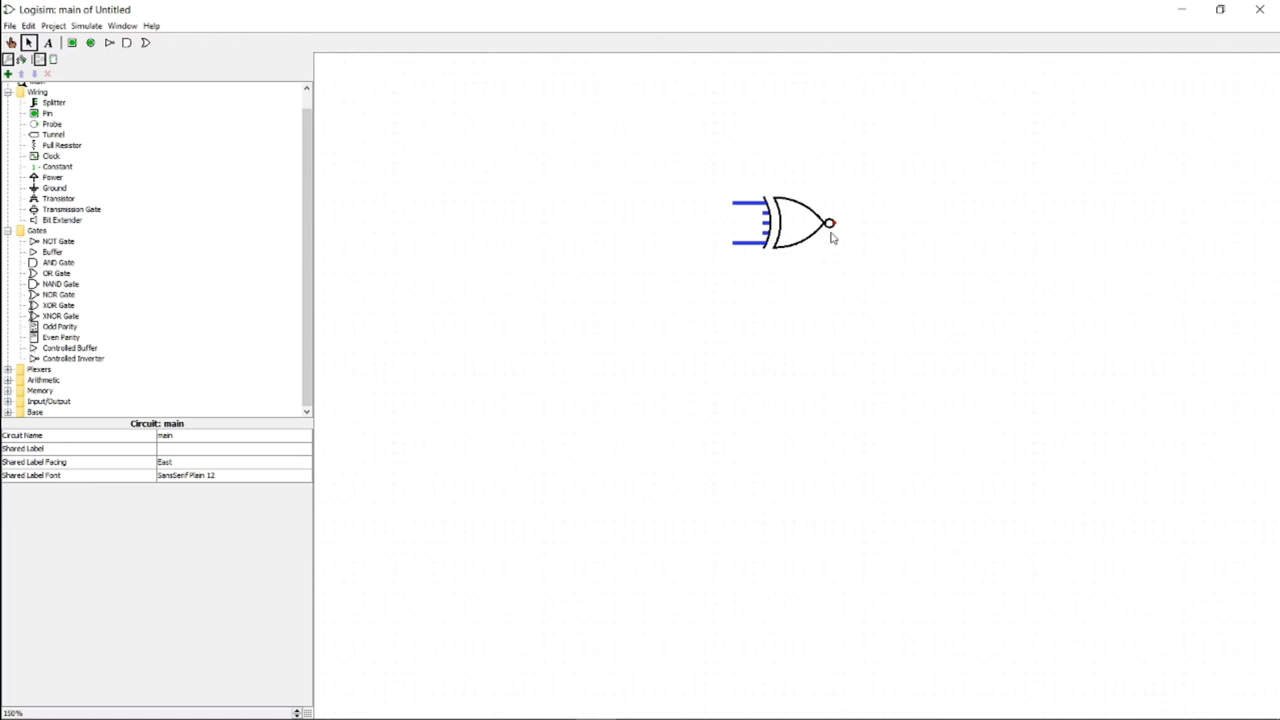 Logisim: main of Untitled
File Edit Project Simulate Window Help
A
Wiring
Splitter
Pin
Probe
Tunnel
Pull Resistor
Clock
1 Constant
Power
Ground
Transistor
Transmission Gate
Bit Extender
Gates
NOT Gate
Buffer
AND Gate
OR Gate
NAND Gate
NOR Gate
XOR Gate
XNOR Gate
Odd Parity
Even Parity
Controlled Buffer
Controlled Inverter
Plexers
Arithmetic
Memory
Input/Output
Base
Circuit: main
Circuit Name main
Shared Label
Shared Label Facing East
Shared Label Font SansSerif Plain 12
150%